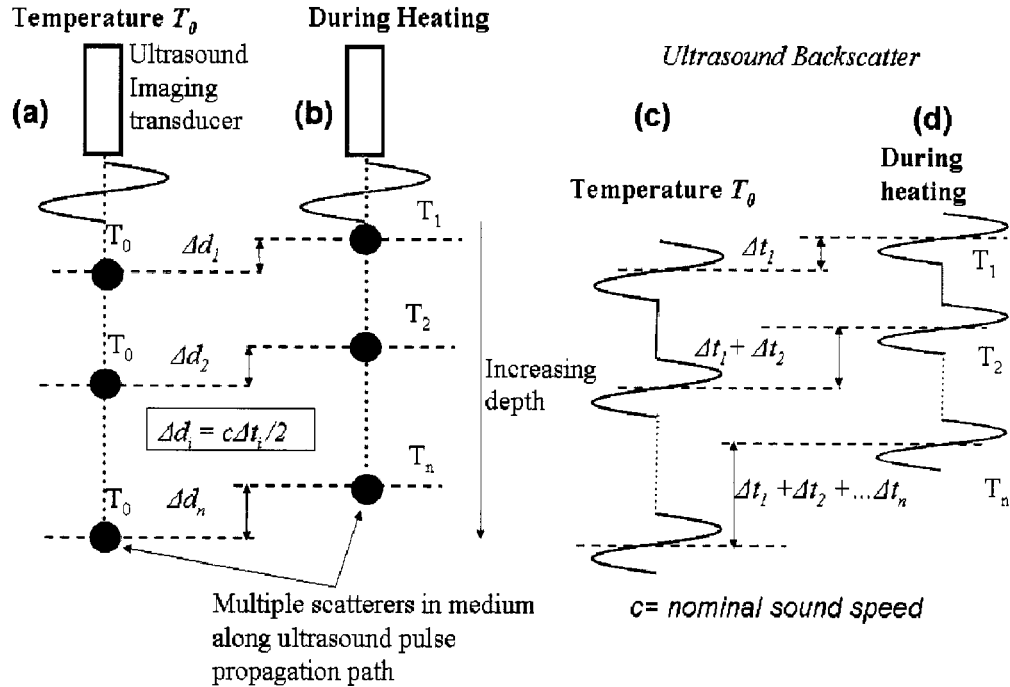 Temperature T₀
During Heating
Ultrasound
Imaging
transducer
(a)
(b)
Ultrasound Backscatter
(c)
(d)
During
heating
Temperature T₀
T₀
Δd₁
T₁
Δt₁
T₁
T₀
Δd₂
T₂
Δt₁ + Δt₂
T₂
Increasing
depth
Δdᵢ = cΔtᵢ/2
T₀
Δdₙ
Tₙ
Δt₁ + Δt₂ + ...Δtₙ
Tₙ
Multiple scatterers in medium
along ultrasound pulse
propagation path
c= nominal sound speed